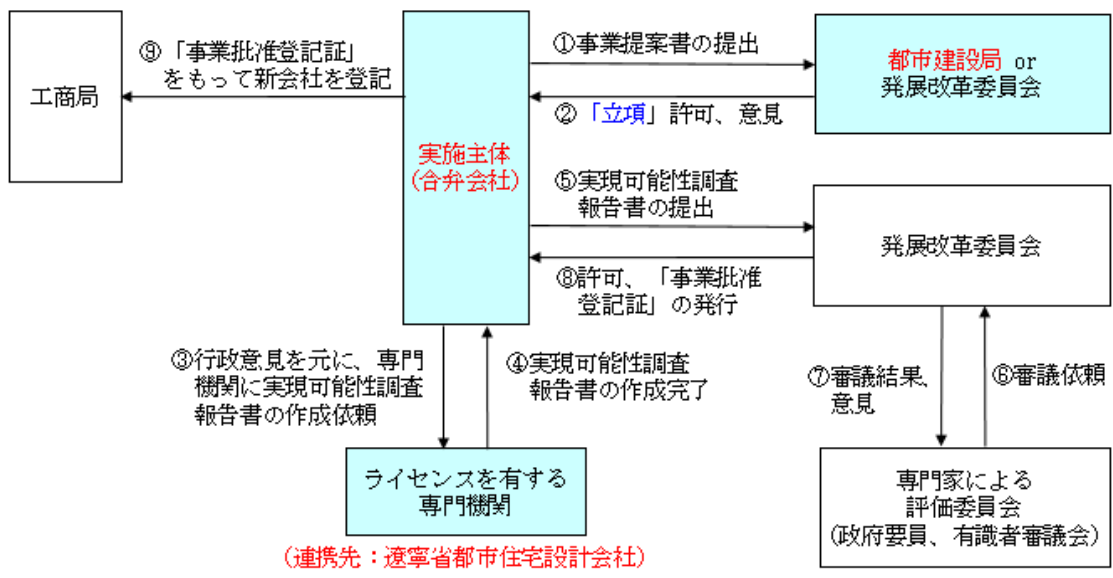 ⑨「事業批准登記証」
をもって新会社を登記
工商局
①事業提案書の提出
都市建設局 or
発展改革委員会
②「立項」許可、意見
実施主体
(合弁会社)
⑤実現可能性調査
報告書の提出
発展改革委員会
⑧許可、「事業批准
登記証」の発行
③行政意見を元に、専門
機関に実現可能性調査
報告書の作成依頼
④実現可能性調査
報告書の作成完了
⑦審議結果、
意見
⑥審議依頼
ライセンスを有する
専門機関
(連携先：遼寧省都市住宅設計会社)
専門家による
評価委員会
(政府要員、有識者審議会)